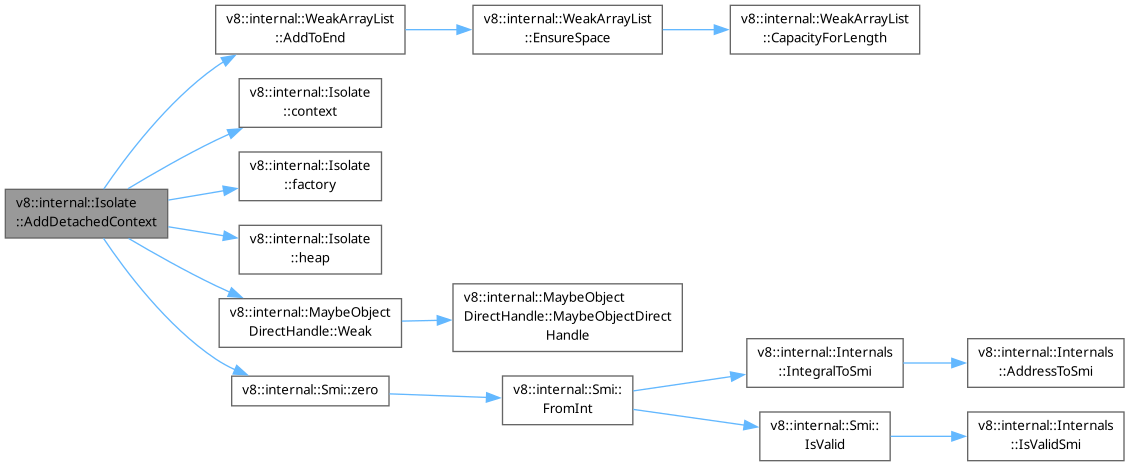 v8::internal::WeakArrayList
::AddToEnd
v8::internal::WeakArrayList
::EnsureSpace
v8::internal::WeakArrayList
::CapacityForLength
v8::internal::Isolate
::context
v8::internal::Isolate
::factory
v8::internal::Isolate
::AddDetachedContext
v8::internal::Isolate
::heap
v8::internal::MaybeObject
DirectHandle::Weak
v8::internal::MaybeObject
DirectHandle::MaybeObjectDirect
Handle
v8::internal::Smi::zero
v8::internal::Smi::
FromInt
v8::internal::Internals
::IntegralToSmi
v8::internal::Internals
::AddressToSmi
v8::internal::Smi::
IsValid
v8::internal::Internals
::IsValidSmi